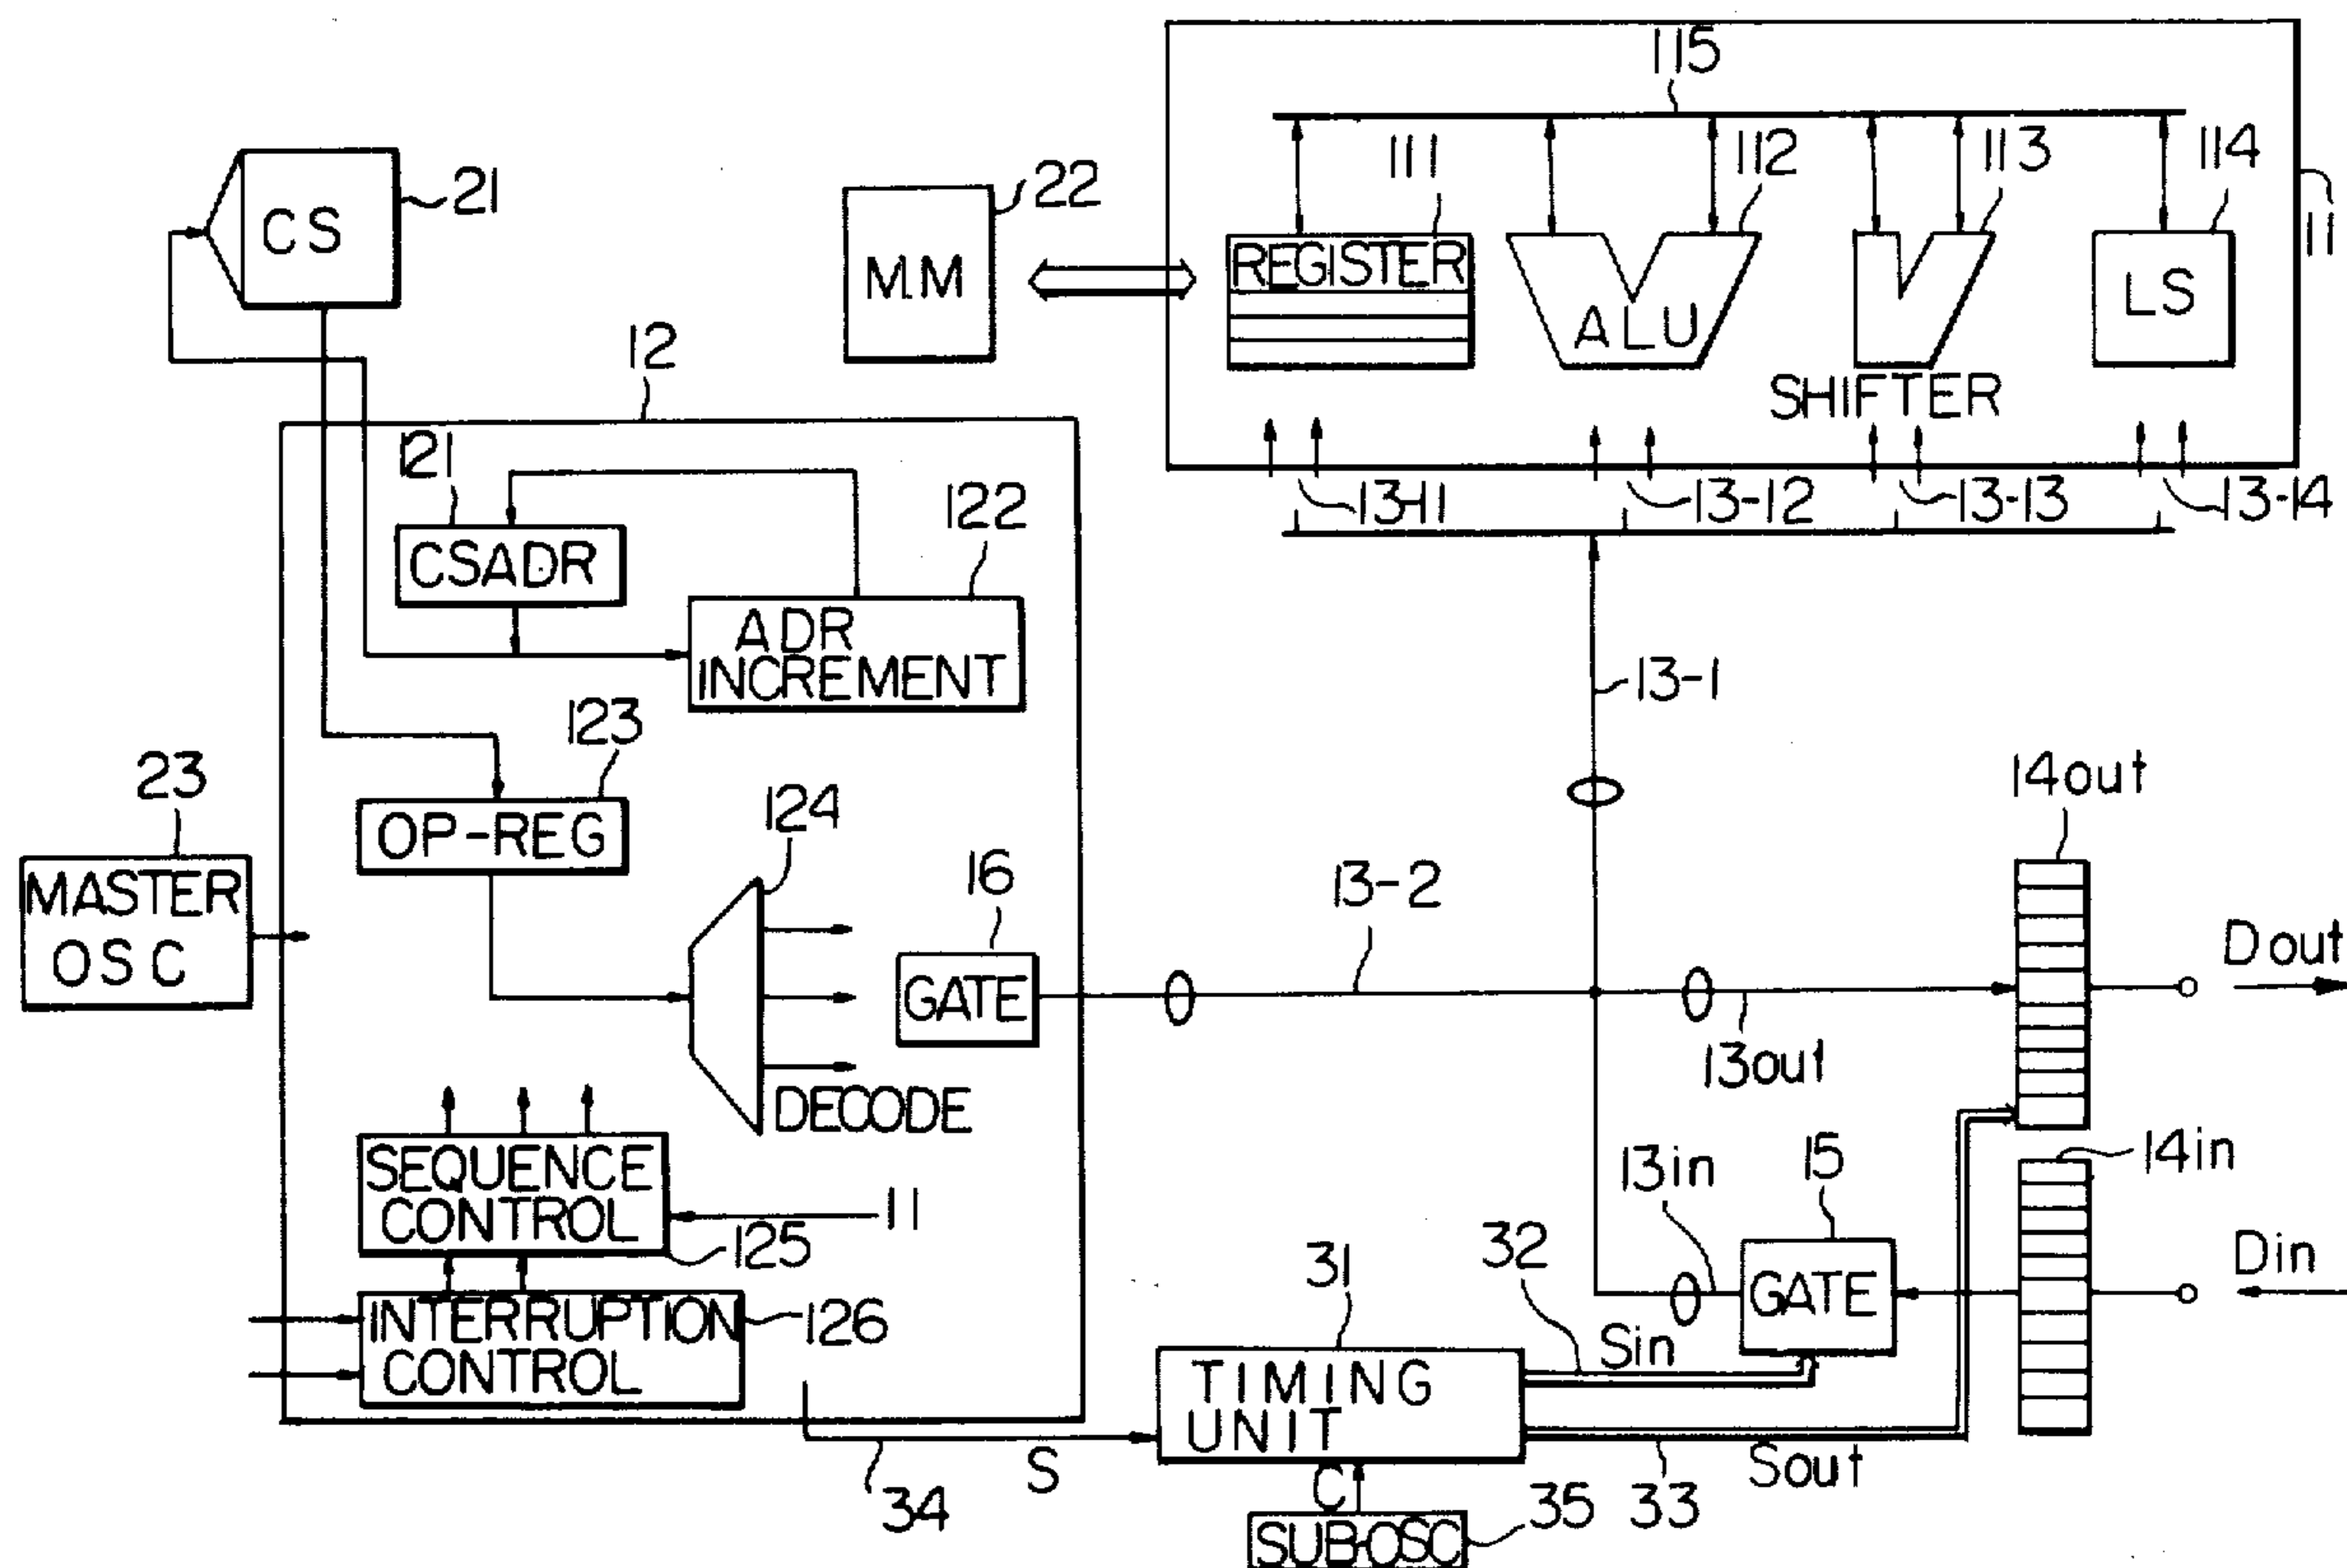 115
111
112
113
114
11
CS
21
22
M.M
REGISTER
ALU
SHIFTER
LS
12
13-11
13-12
13-13
13-14
121
CSADR
122
ADR
INCREMENT
13-1
123
OP-REG
23
MASTER
OSC
124
DECODE
16
GATE
13-2
13out
14out
Dout
SEQUENCE
CONTROL
11
125
INTERRUPTION
CONTROL
126
34
S
31
TIMING
UNIT
C
SUB-OSC
35
32
Sin
33
Sout
13in
15
GATE
14in
Din